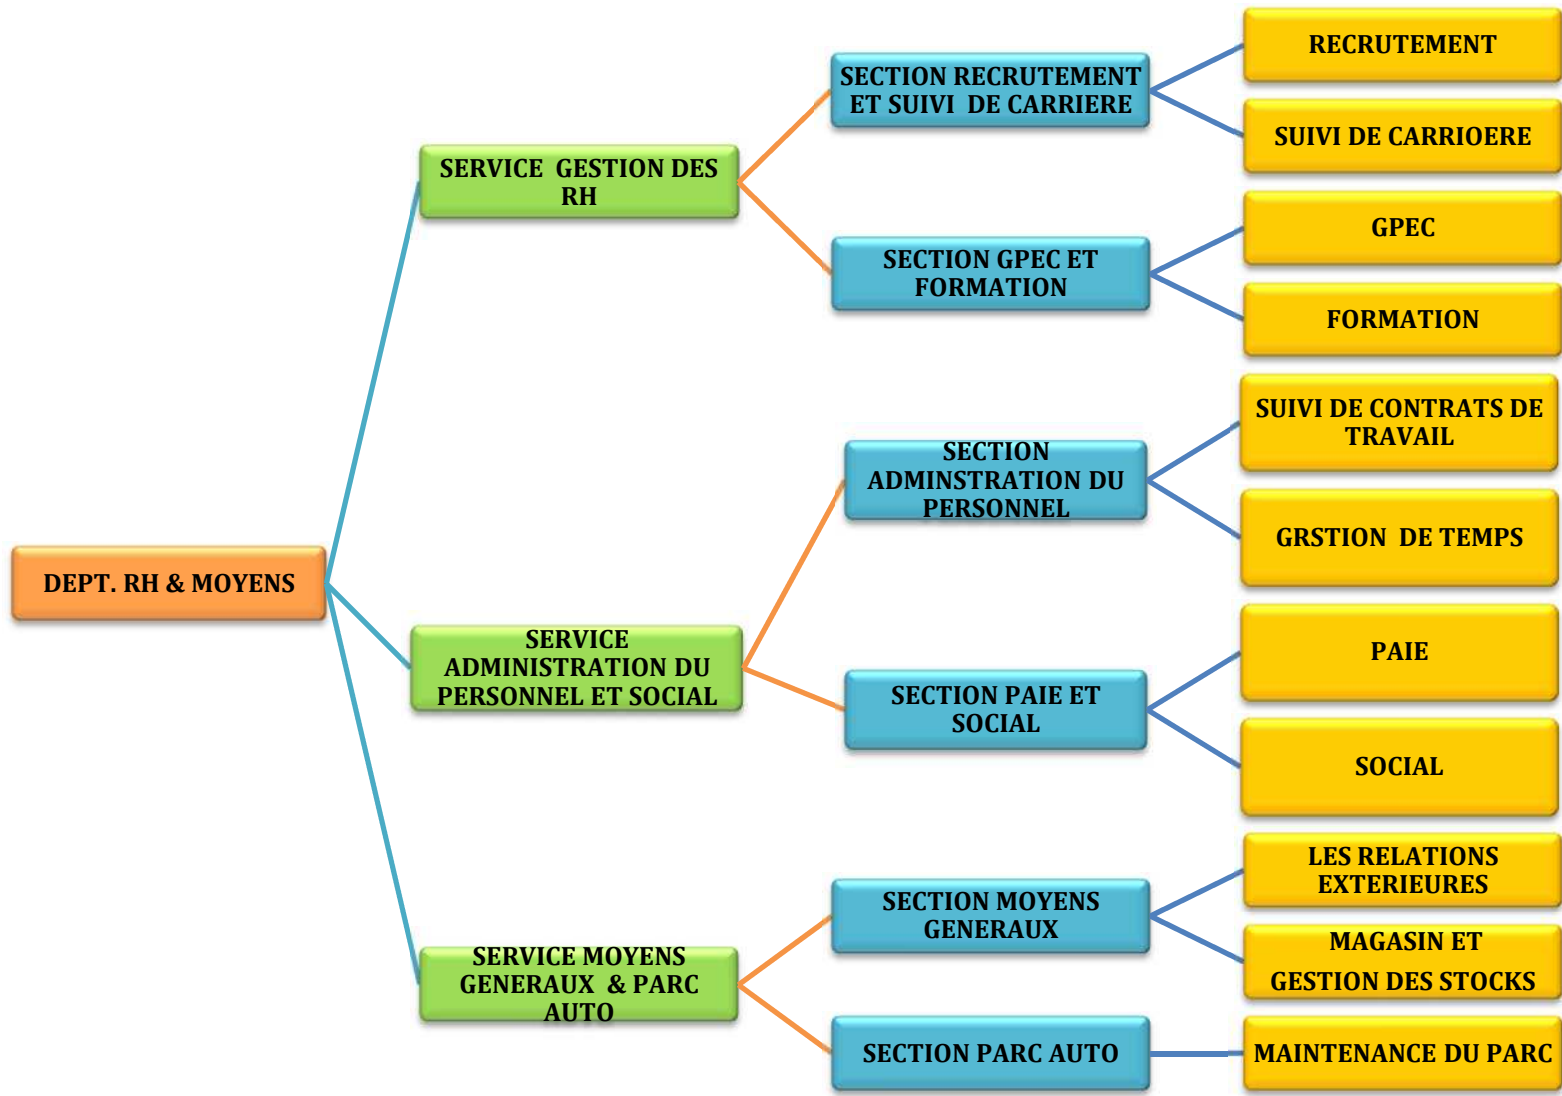 DEPT. RH & MOYENS
SERVICE GESTION DES
RH
SECTION RECRUTEMENT
ET SUIVI DE CARRIERE
RECRUTEMENT
SUIVI DE CARRIOERE
SECTION GPEC ET
FORMATION
GPEC
FORMATION
SERVICE
ADMINISTRATION DU
PERSONNEL ET SOCIAL
SECTION
ADMINSTRATION DU
PERSONNEL
SUIVI DE CONTRATS DE
TRAVAIL
GRSTION DE TEMPS
SECTION PAIE ET
SOCIAL
PAIE
SOCIAL
SERVICE MOYENS
GENERAUX & PARC
AUTO
SECTION MOYENS
GENERAUX
LES RELATIONS
EXTERIEURES
MAGASIN ET
GESTION DES STOCKS
SECTION PARC AUTO
MAINTENANCE DU PARC